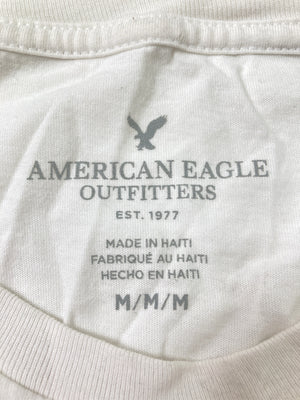 AMERICAN EAGLE
OUTFITTERS
EST. 1977
MADE IN HAITI
FABRIQUÉ AU HAITI
HECHO EN HAITI
M/M/M